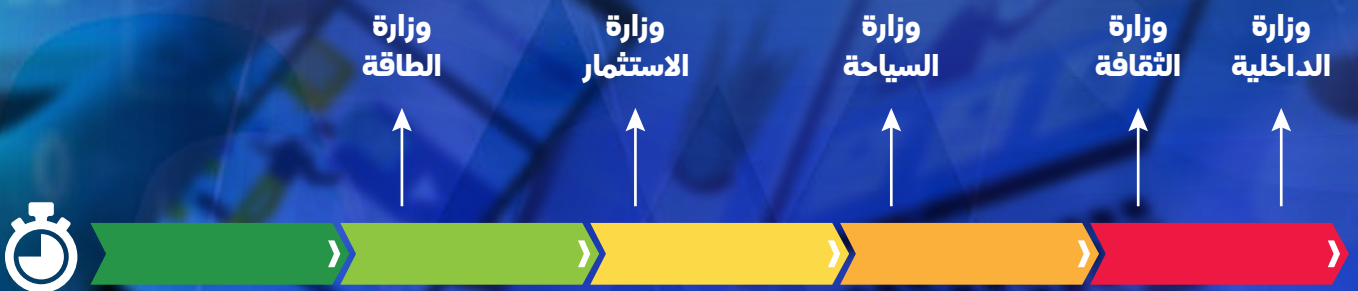 وزارة
الداخلية
وزارة
الثقافة
وزارة
السياحة
وزارة
الاستثمار
وزارة
الطاقة